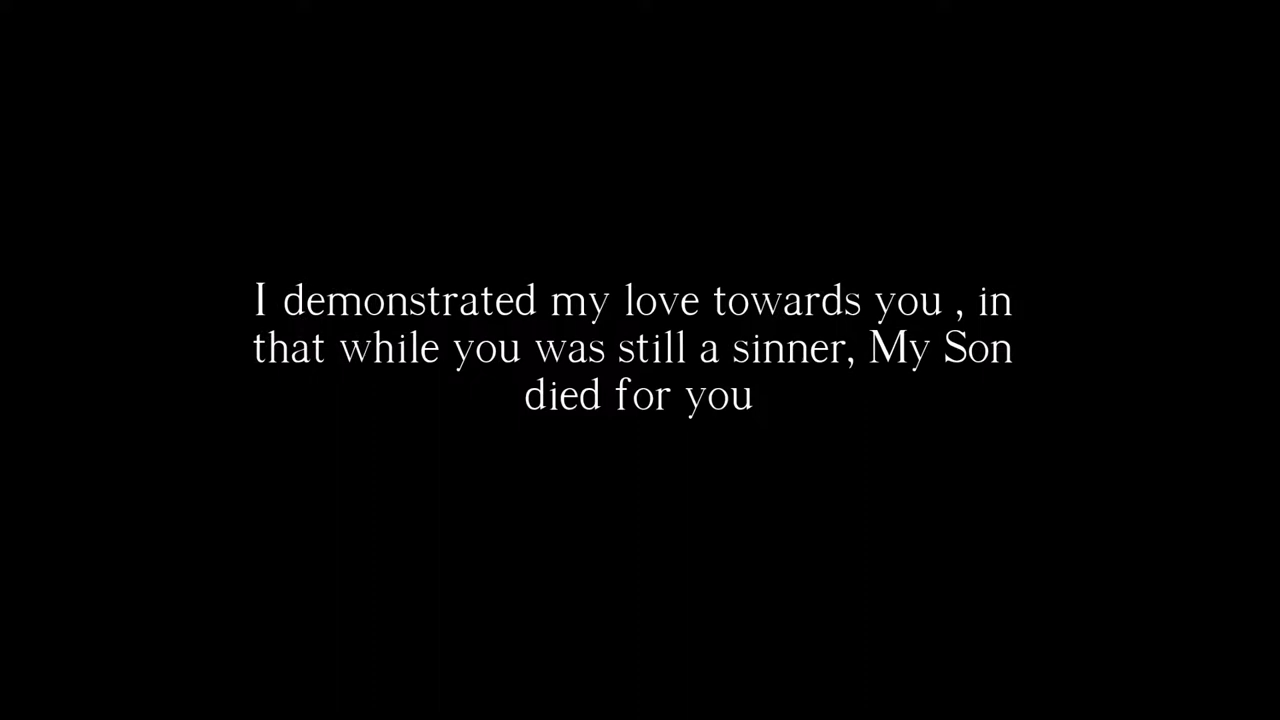 I demonstrated my love towards you , in
that while you was still a sinner, My Son
died for you